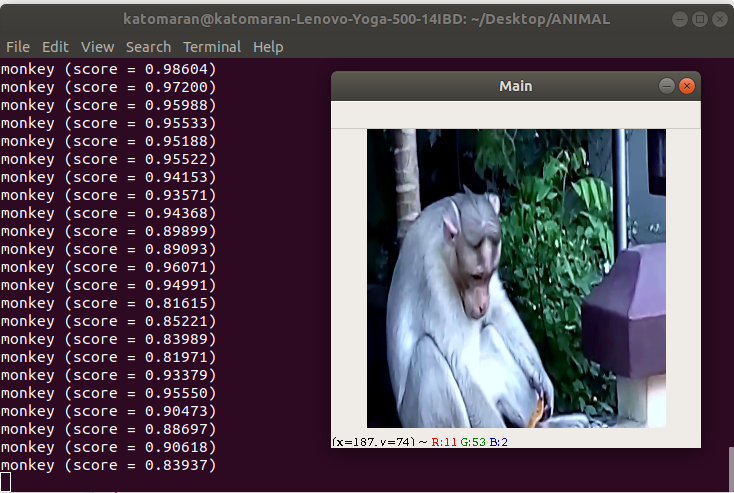 katomaran@katomaran-Lenovo-Yoga-500-14IBD: ~/Desktop/ANIMAL
File Edit View Search Terminal Help
monkey (score = 0.98604)
monkey (score = 0.97200)
monkey (score = 0.95988)
monkey (score = 0.95533)
monkey (score = 0.95188)
monkey (score = 0.95522)
monkey (score = 0.94153)
monkey (score = 0.93571)
monkey (score = 0.94368)
monkey (score = 0.89899)
monkey (score = 0.89093)
monkey (score = 0.96071)
monkey (score = 0.94991)
monkey (score = 0.81615)
monkey (score = 0.85221)
monkey (score = 0.83989)
monkey (score = 0.81971)
monkey (score = 0.93379)
monkey (score = 0.95550)
monkey (score = 0.90473)
monkey (score = 0.88697)
monkey (score = 0.90618)
monkey (score = 0.83937)
Main
(x=187, y=74) ~ R:11 G:53 B:2